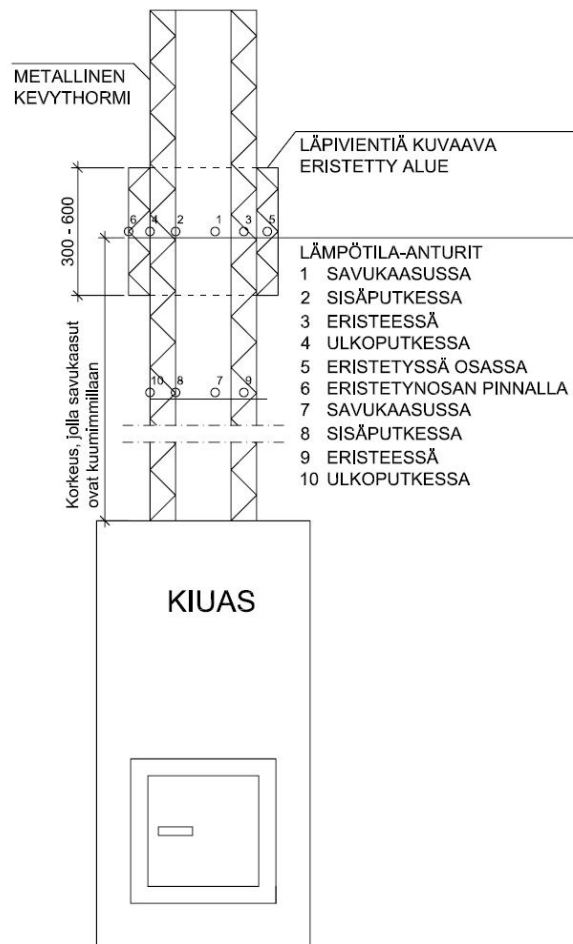 METALLINEN
KEVYTHORMI
LÄPIVIENTIÄ KUVAAVA
ERISTETTY ALUE
300 - 600
6 4 2 1 3 5
LÄMPÖTILA-ANTURIT
1 SAVUKAASUSSA
2 SISÄPUTKESSA
3 ERISTEESSÄ
4 ULKOPUTKESSA
5 ERISTETYSSÄ OSASSA
6 ERISTETYNOSAN PINNALLA
7 SAVUKAASUSSA
8 SISÄPUTKESSA
9 ERISTEESSÄ
10 ULKOPUTKESSA
10 8 7 9
Korkeus, jolla savukaasut
ovat kuumimmillaan
KIUAS